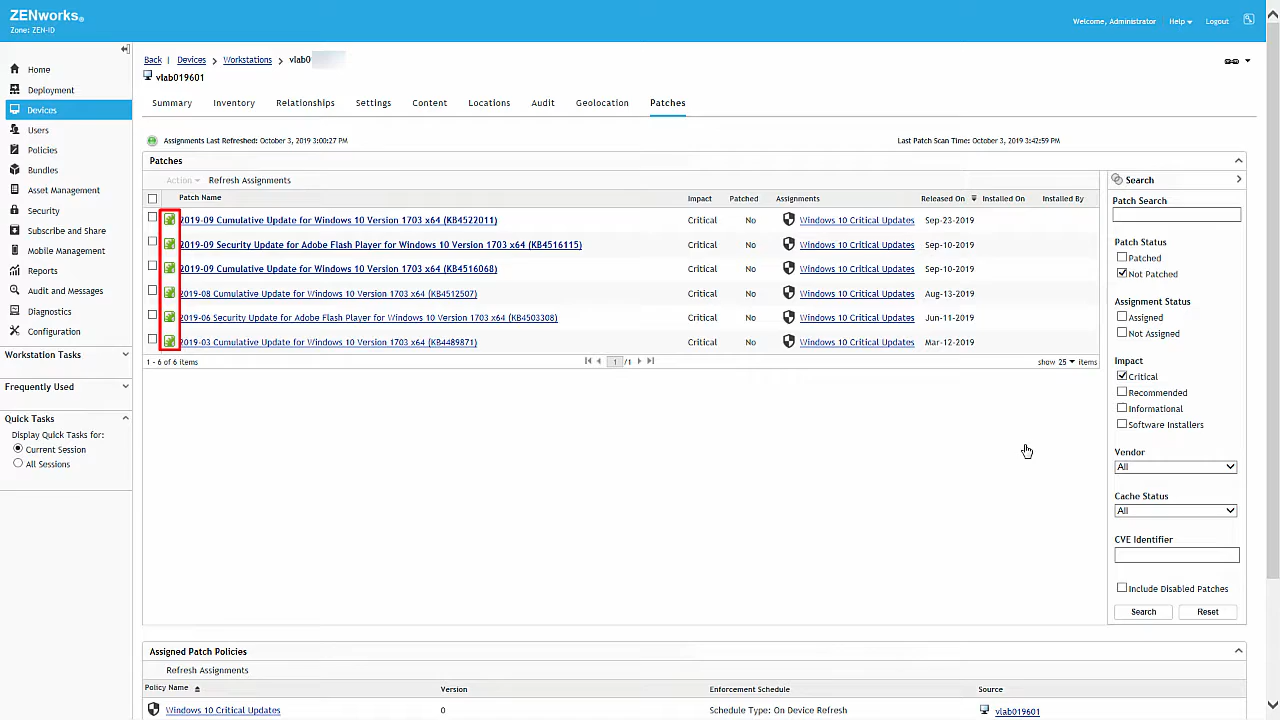 ZENworks®
Zone: ZEN-ID
Welcome, Administrator Help Logout
Home
Deployment
Devices
Users
Policies
Bundles
Asset Management
Security
Subscribe and Share
Mobile Management
Reports
Audit and Messages
Diagnostics
Configuration
Workstation Tasks
Frequently Used
Quick Tasks
Display Quick Tasks for:
Current Session
All Sessions
Back | Devices > Workstations > vlab0
vlab019601
Summary Inventory Relationships Settings Content Locations Audit Geolocation Patches
Assignments Last Refreshed: October 3, 2019 3:00:27 PM Last Patch Scan Time: October 3, 2019 3:42:59 PM
Patches
Action Refresh Assignments
Patch Name Impact Patched Assignments Released On Installed On Installed By
2019-09 Cumulative Update for Windows 10 Version 1703 x64 (KB4522011) Critical No Windows 10 Critical Updates Sep-23-2019
2019-09 Security Update for Adobe Flash Player for Windows 10 Version 1703 x64 (KB4516115) Critical No Windows 10 Critical Updates Sep-10-2019
2019-09 Cumulative Update for Windows 10 Version 1703 x64 (KB4516068) Critical No Windows 10 Critical Updates Sep-10-2019
2019-08 Cumulative Update for Windows 10 Version 1703 x64 (KB4512507) Critical No Windows 10 Critical Updates Aug-13-2019
2019-06 Security Update for Adobe Flash Player for Windows 10 Version 1703 x64 (KB4503308) Critical No Windows 10 Critical Updates Jun-11-2019
2019-03 Cumulative Update for Windows 10 Version 1703 x64 (KB4489871) Critical No Windows 10 Critical Updates Mar-12-2019
1 - 6 of 6 items 1 /1 show 25 items
Search
Patch Search
Patch Status
Patched
Not Patched
Assignment Status
Assigned
Not Assigned
Impact
Critical
Recommended
Informational
Software Installers
Vendor
All
Cache Status
All
CVE Identifier
Include Disabled Patches
Search Reset
Assigned Patch Policies
Refresh Assignments
Policy Name Version Enforcement Schedule Source
Windows 10 Critical Updates 0 Schedule Type: On Device Refresh vlab019601